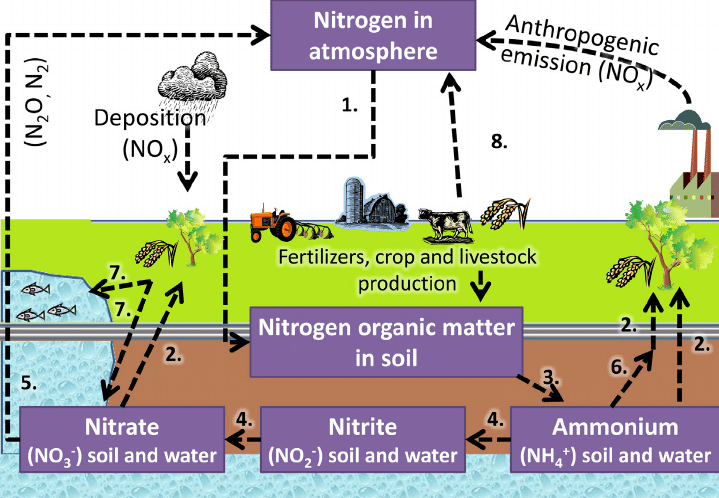 Nitrogen in
atmosphere
Anthropogenic
emission (NOₓ)
(N₂O, N₂)
Deposition
(NOₓ)
1.
8.
Fertilizers, crop and livestock
production
7.
7.
2.
Nitrogen organic matter
in soil
2.
2.
6.
3.
5.
4.
4.
Nitrate
(NO₃⁻) soil and water
Nitrite
(NO₂⁻) soil and water
Ammonium
(NH₄⁺) soil and water